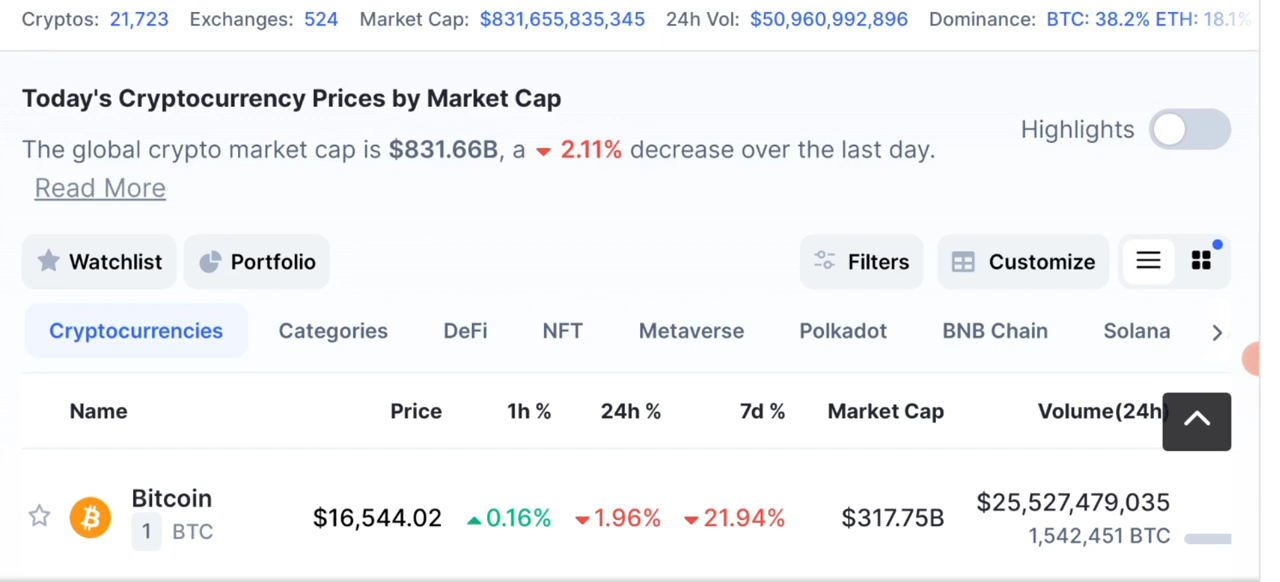 Cryptos: 21,723 Exchanges: 524 Market Cap: $831,655,835,345 24h Vol: $50,960,992,896 Dominance: BTC: 38.2% ETH: 18.1%
Today's Cryptocurrency Prices by Market Cap
The global crypto market cap is $831.66B, a 2.11% decrease over the last day.
Highlights
Read More
Watchlist Portfolio Filters Customize
Cryptocurrencies Categories DeFi NFT Metaverse Polkadot BNB Chain Solana
Name Price 1h % 24h % 7d % Market Cap Volume(24h)
Bitcoin
1 BTC
$16,544.02 0.16% 1.96% 21.94% $317.75B
$25,527,479,035
1,542,451 BTC